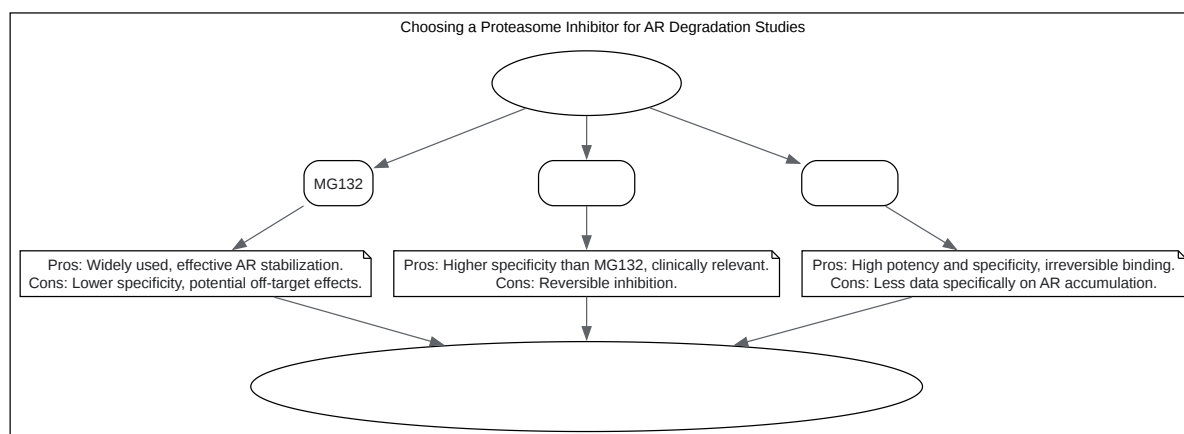 Choosing a Proteasome Inhibitor for AR Degradation Studies
MG132
Pros: Widely used, effective AR stabilization.
Cons: Lower specificity, potential off-target effects.
Pros: Higher specificity than MG132, clinically relevant.
Cons: Reversible inhibition.
Pros: High potency and specificity, irreversible binding.
Cons: Less data specifically on AR accumulation.